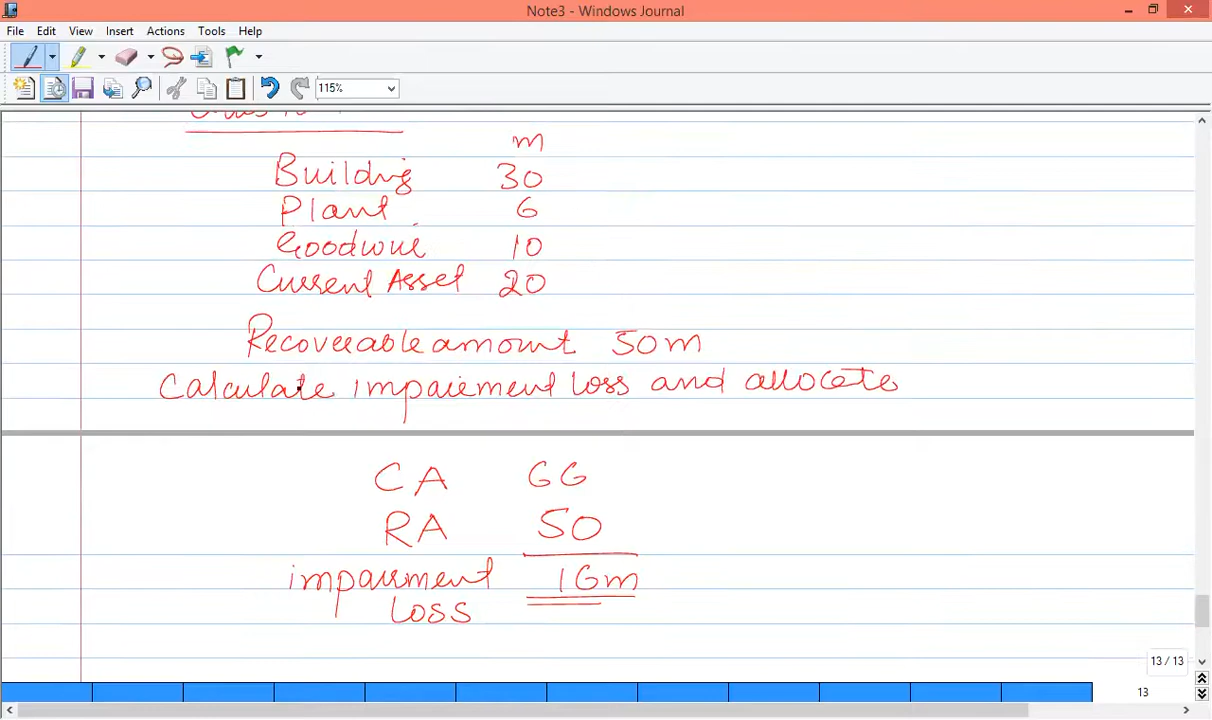 Note3 - Windows Journal
File Edit View Insert Actions Tools Help
115%
m
Building 30
Plant 6
Goodwill 10
Current Asset 20
Recoverable amount 50m
Calculate impairement loss and allocate
CA 66
RA 50
impairment 16m
loss
13 / 13
13